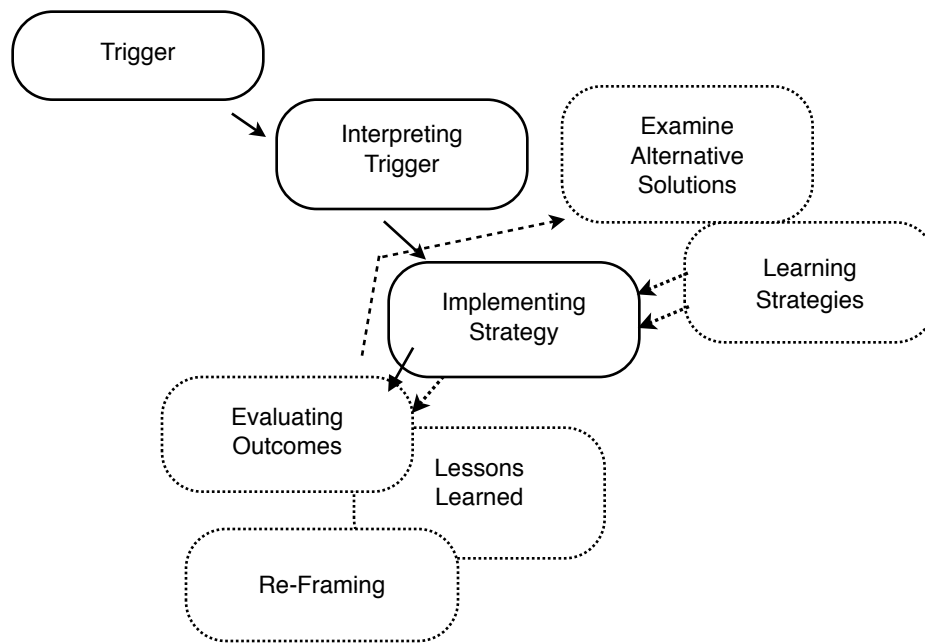 Trigger
Interpreting
Trigger
Examine
Alternative
Solutions
Learning
Strategies
Implementing
Strategy
Evaluating
Outcomes
Lessons
Learned
Re-Framing